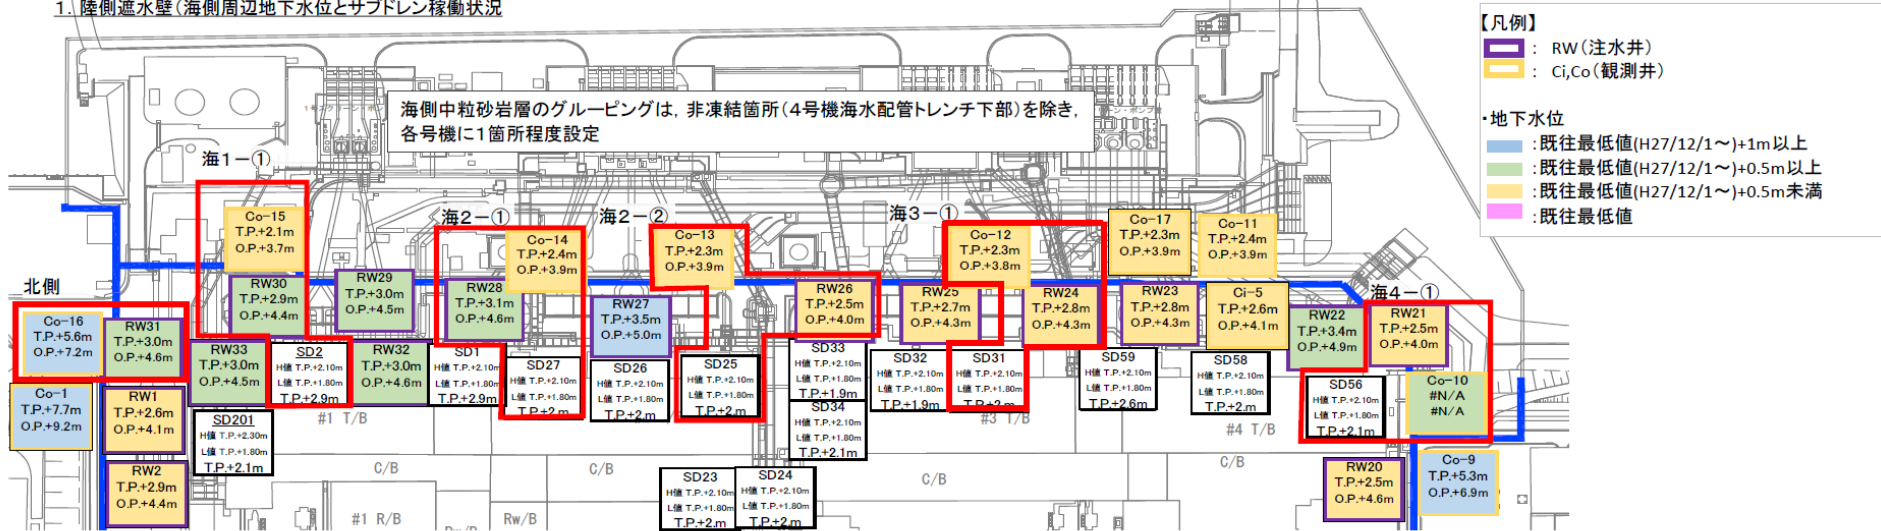 1. 陸側遮水壁(海側周辺地下水位とサブドレン稼働状況
【凡例】
: RW(注水井)
: Ci,Co(観測井)
・地下水位
:既往最低値(H27/12/1~)+1m以上
:既往最低値(H27/12/1~)+0.5m以上
:既往最低値(H27/12/1~)+0.5m未満
:既往最低値
海側中粒砂岩層のグルーピングは，非凍結箇所(4号機海水配管トレンチ下部)を除き，
各号機に1箇所程度設定
海1-①
海2-①
海2-②
海3-①
海4-①
北側
Co-15
T.P.+2.1m
O.P.+3.7m
Co-14
T.P.+2.4m
O.P.+3.9m
Co-13
T.P.+2.3m
O.P.+3.9m
Co-12
T.P.+2.3m
O.P.+3.8m
Co-17
T.P.+2.3m
O.P.+3.9m
Co-11
T.P.+2.4m
O.P.+3.9m
RW30
T.P.+2.9m
O.P.+4.4m
RW29
T.P.+3.0m
O.P.+4.5m
RW28
T.P.+3.1m
O.P.+4.6m
RW27
T.P.+3.5m
O.P.+5.0m
RW26
T.P.+2.5m
O.P.+4.0m
RW25
T.P.+2.7m
O.P.+4.3m
RW24
T.P.+2.8m
O.P.+4.3m
RW23
T.P.+2.8m
O.P.+4.3m
Ci-5
T.P.+2.6m
O.P.+4.1m
RW22
T.P.+3.4m
O.P.+4.9m
RW21
T.P.+2.5m
O.P.+4.0m
Co-16
T.P.+5.6m
O.P.+7.2m
RW31
T.P.+3.0m
O.P.+4.6m
RW33
T.P.+3.0m
O.P.+4.5m
SD2
H値 T.P.+2.10m
L値 T.P.+1.80m
T.P.+2.9m
RW32
T.P.+3.0m
O.P.+4.6m
SD1
H値 T.P.+2.10m
L値 T.P.+1.80m
T.P.+2.9m
SD27
H値 T.P.+2.10m
L値 T.P.+1.80m
T.P.+2.m
SD26
H値 T.P.+2.10m
L値 T.P.+1.80m
T.P.+2.m
SD25
H値 T.P.+2.10m
L値 T.P.+1.80m
T.P.+2.m
SD33
H値 T.P.+2.10m
L値 T.P.+1.80m
T.P.+1.9m
SD32
H値 T.P.+2.10m
L値 T.P.+1.80m
T.P.+1.9m
SD31
H値 T.P.+2.10m
L値 T.P.+1.80m
T.P.+2.m
SD59
H値 T.P.+2.10m
L値 T.P.+1.80m
T.P.+2.6m
SD58
H値 T.P.+2.10m
L値 T.P.+1.80m
T.P.+2.m
SD56
H値 T.P.+2.10m
L値 T.P.+1.80m
T.P.+2.1m
Co-10
#N/A
#N/A
Co-1
T.P.+7.7m
O.P.+9.2m
RW1
T.P.+2.6m
O.P.+4.1m
SD201
H値 T.P.+2.30m
L値 T.P.+1.80m
T.P.+2.1m
#1 T/B
SD34
H値 T.P.+2.10m
L値 T.P.+1.80m
T.P.+2.1m
#3 T/B
#4 T/B
RW2
T.P.+2.9m
O.P.+4.4m
C/B
C/B
C/B
C/B
SD23
H値 T.P.+2.10m
L値 T.P.+1.80m
T.P.+2.m
SD24
H値 T.P.+2.10m
L値 T.P.+1.80m
T.P.+2.m
RW20
T.P.+2.5m
O.P.+4.6m
Co-9
T.P.+5.3m
O.P.+6.9m
#1 R/B
Rw/B